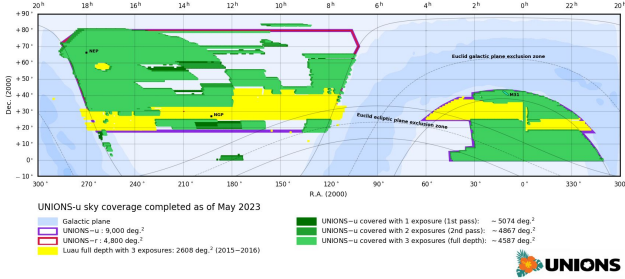 20ʰ 18ʰ 16ʰ 14ʰ 12ʰ 10ʰ 8ʰ 6ʰ 4ʰ 2ʰ 0ʰ 22ʰ 20ʰ
+90°
+80°
+70°
+60°
+50°
+40°
+30°
+20°
+10°
0°
−10°
Dec. (2000)
NEP
NGP
M31
Euclid galactic plane exclusion zone
Euclid ecliptic plane exclusion zone
300° 270° 240° 210° 180° 150° 120° 90° 60° 30° 0° 330° 300°
R.A. (2000)
UNIONS−u sky coverage completed as of May 2023
Galactic plane
UNIONS−u : 9,000 deg.²
UNIONS−r : 4,800 deg.²
Luau full depth with 3 exposures: 2608 deg.² (2015−2016)
UNIONS−u covered with 1 exposures (1st pass): ~ 5074 deg.²
UNIONS−u covered with 2 exposures (2nd pass): ~ 4867 deg.²
UNIONS−u covered with 3 exposures (full depth): ~ 4587 deg.²
UNIONS